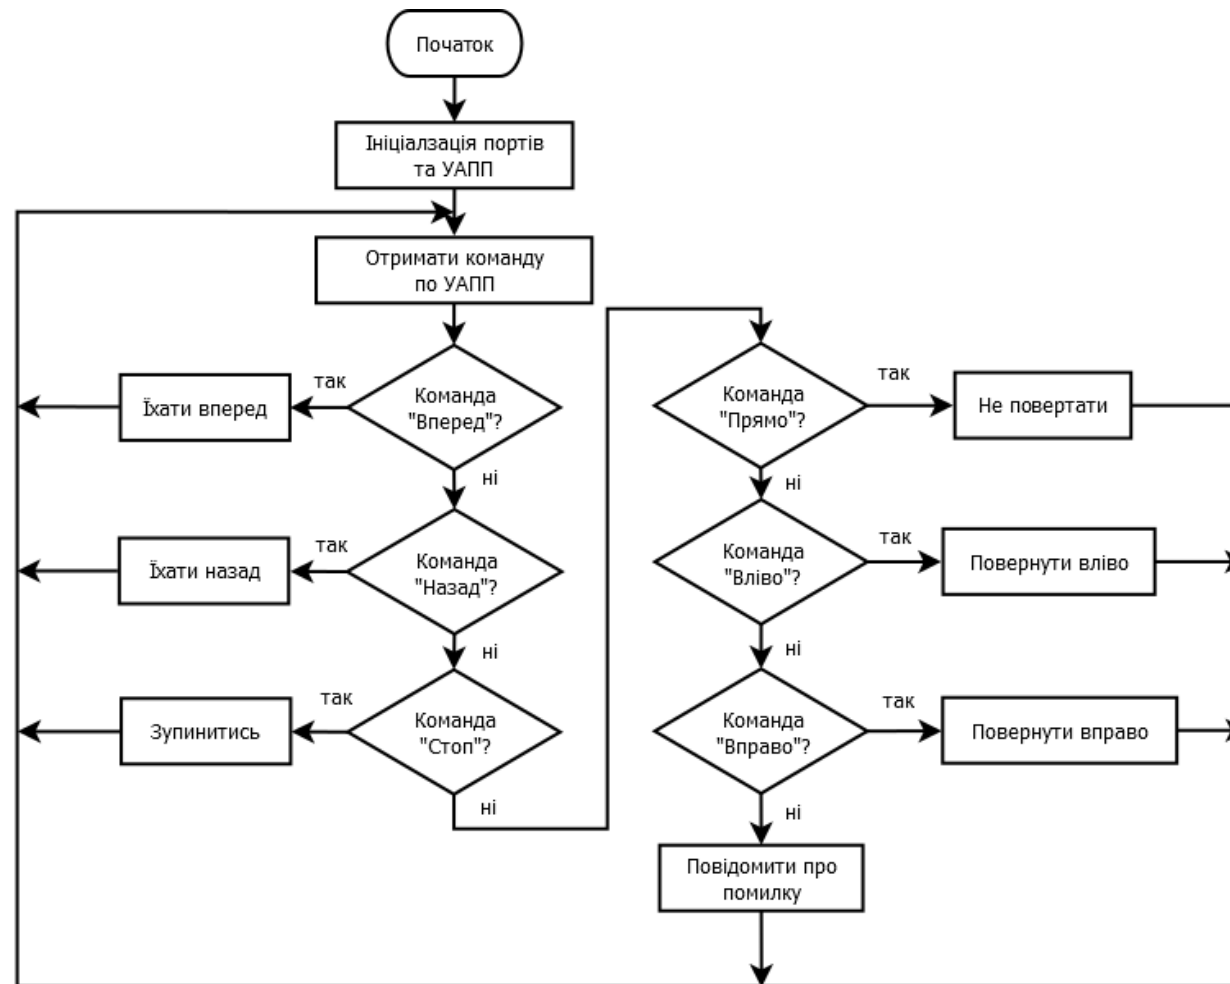 Початок
Ініціалзація портів
та УАПП
Отримати команду
по УАПП
Команда
"Вперед"?
так
Їхати вперед
ні
Команда
"Назад"?
так
Їхати назад
ні
Команда
"Стоп"?
так
Зупинитись
ні
Команда
"Прямо"?
так
Не повертати
ні
Команда
"Вліво"?
так
Повернути вліво
ні
Команда
"Вправо"?
так
Повернути вправо
ні
Повідомити про
помилку